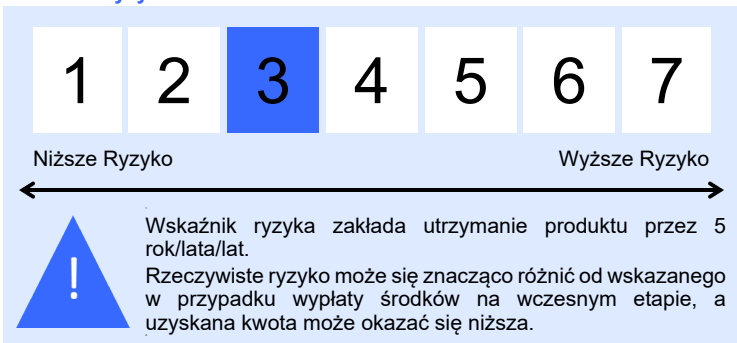 1 2 3 4 5 6 7
Niższe Ryzyko Wyższe Ryzyko
!
Wskaźnik ryzyka zakłada utrzymanie produktu przez 5
rok/lata/lat.
Rzeczywiste ryzyko może się znacząco różnić od wskazanego
w przypadku wypłaty środków na wczesnym etapie, a
uzyskana kwota może okazać się niższa.